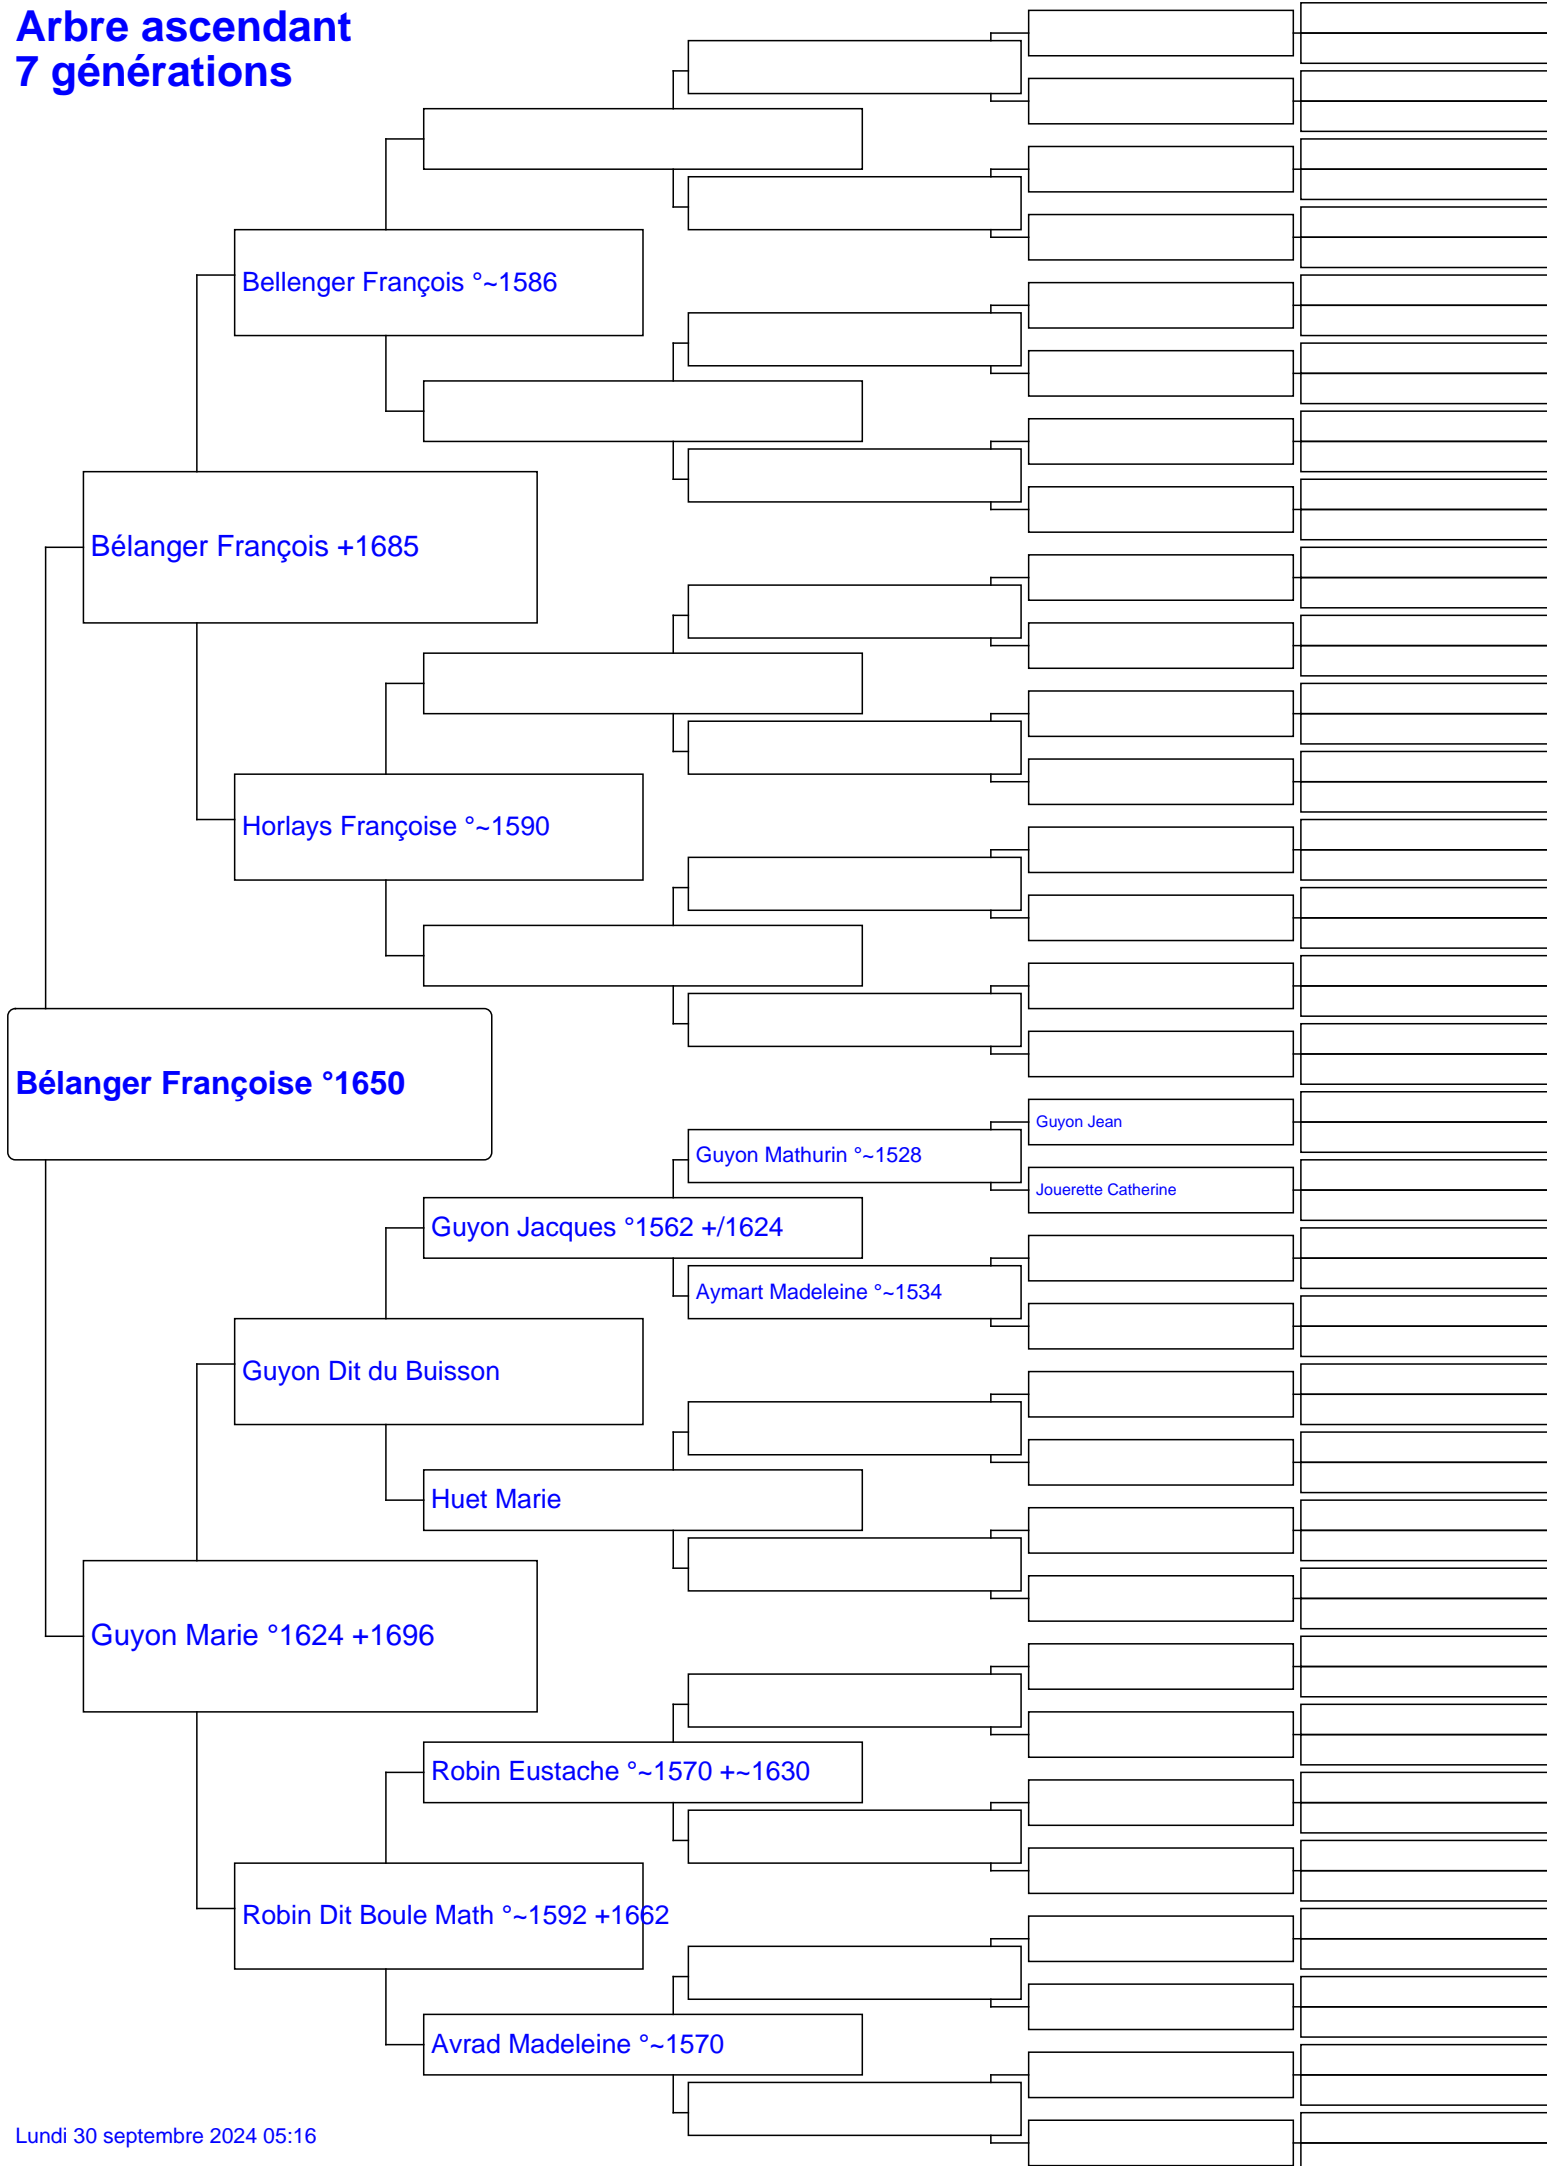 Arbre ascendant
7 générations
Bellenger François °~1586
Bélanger François +1685
Horlays Françoise °~1590
Bélanger Françoise °1650
Guyon Jean
Guyon Mathurin °~1528
Jouerette Catherine
Guyon Jacques °1562 +/1624
Aymart Madeleine °~1534
Guyon Dit du Buisson
Huet Marie
Guyon Marie °1624 +1696
Robin Eustache °~1570 +~1630
Robin Dit Boule Math °~1592 +1662
Avrad Madeleine °~1570
Lundi 30 septembre 2024 05:16